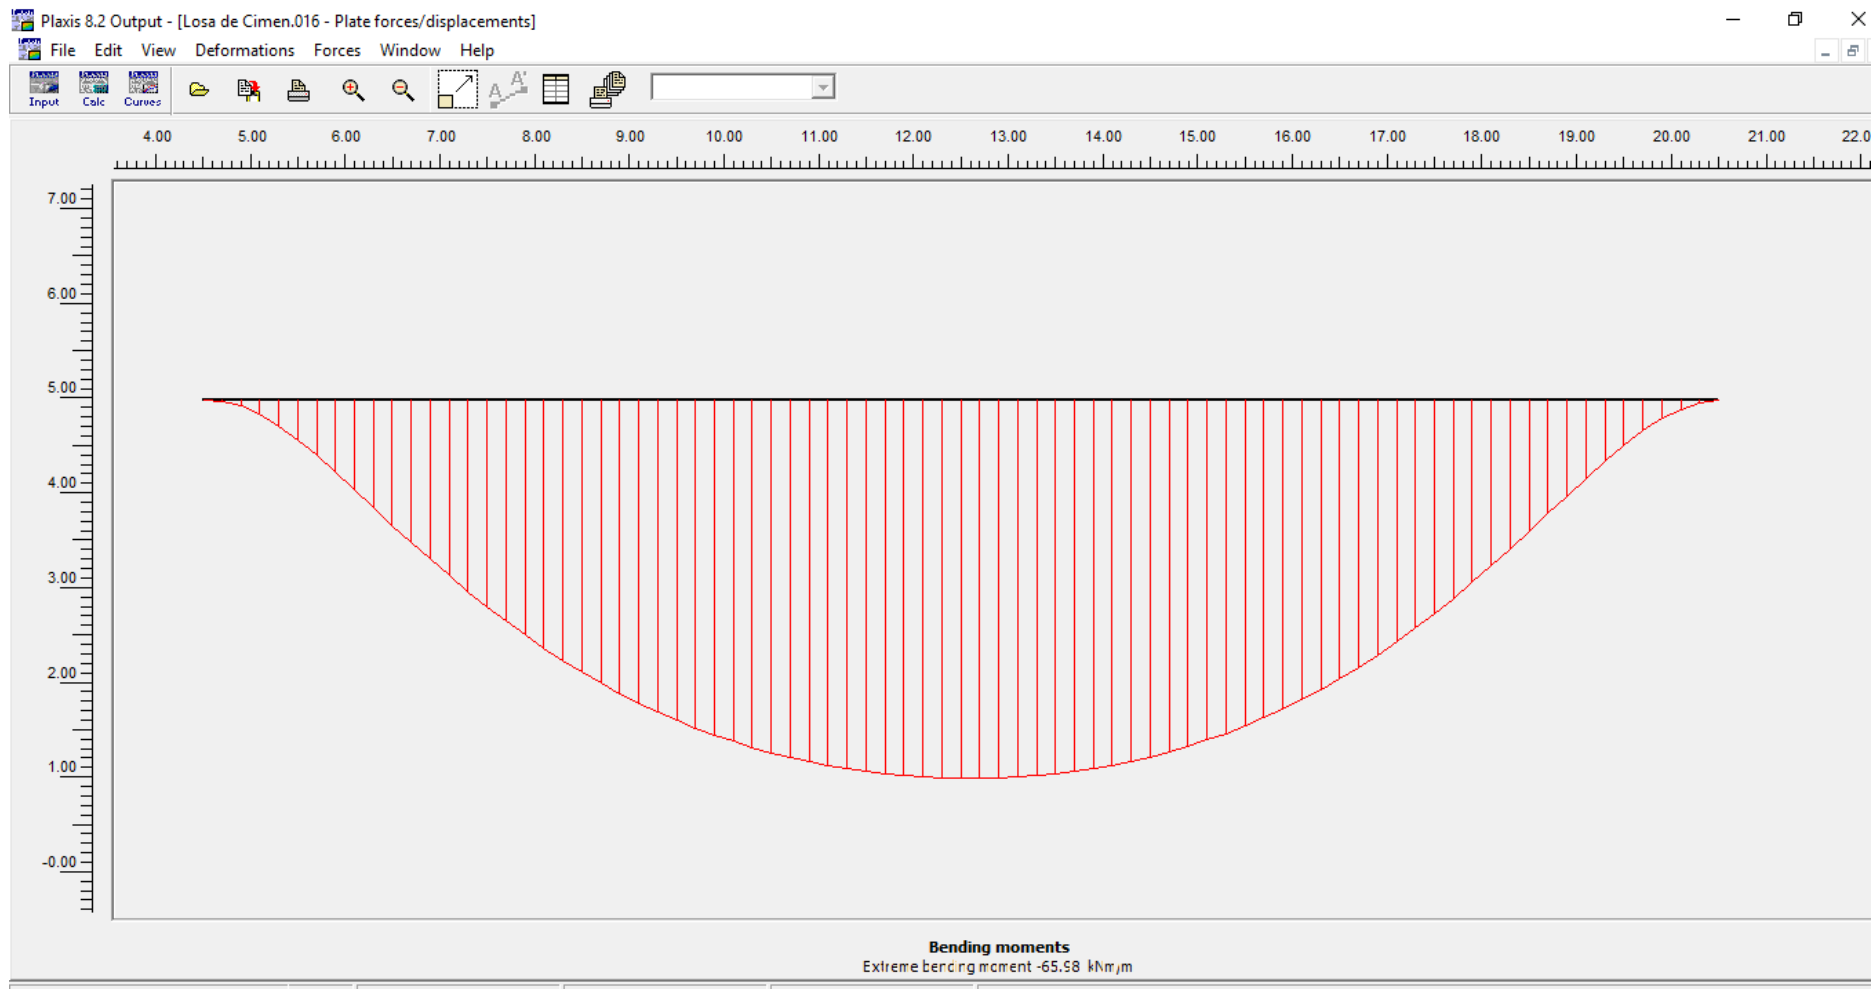 Plaxis 8.2 Output - [Losa de Cimen.016 - Plate forces/displacements]
File Edit View Deformations Forces Window Help
Input Calc Curves
4.00 5.00 6.00 7.00 8.00 9.00 10.00 11.00 12.00 13.00 14.00 15.00 16.00 17.00 18.00 19.00 20.00 21.00 22.0
7.00
6.00
5.00
4.00
3.00
2.00
1.00
-0.00
Bending moments
Extreme bending moment -65.98 kNm/m